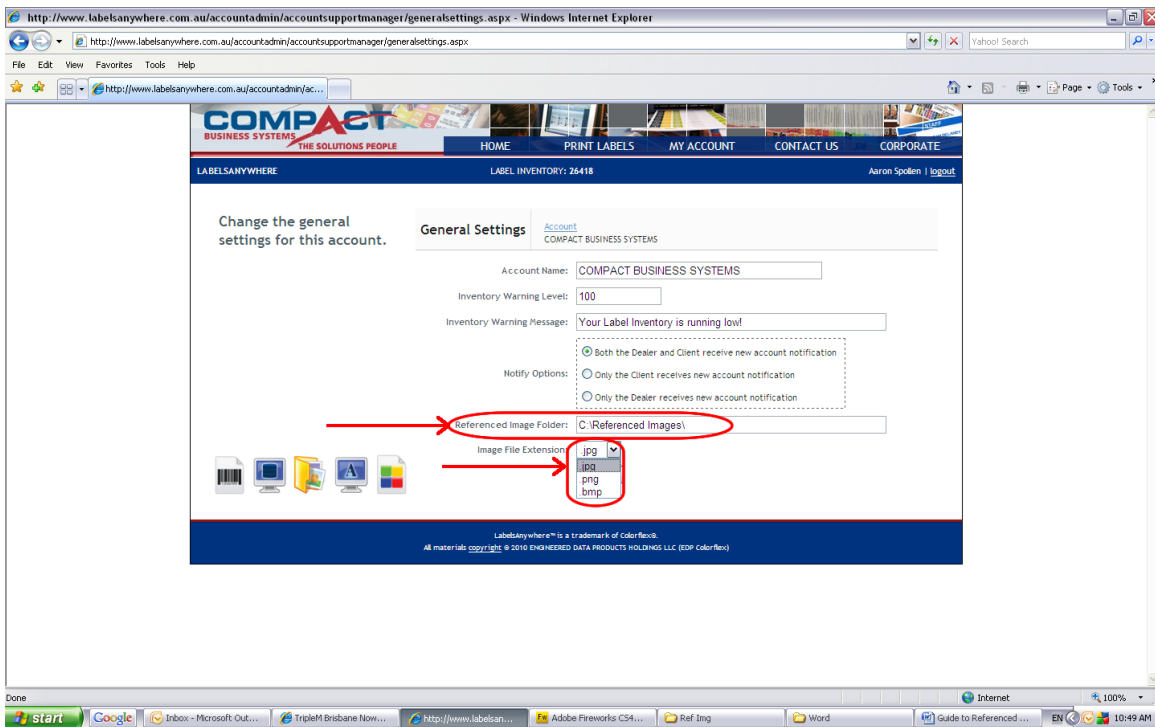 http://www.labelsanywhere.com.au/accountadmin/accountsupportmanager/generalsettings.aspx - Windows Internet Explorer
http://www.labelsanywhere.com.au/accountadmin/accountsupportmanager/generalsettings.aspx
Yahoo! Search
File Edit View Favorites Tools Help
http://www.labelsanywhere.com.au/accountadmin/ac...
Page Tools
COMPACT
BUSINESS SYSTEMS
THE SOLUTIONS PEOPLE
HOME PRINT LABELS MY ACCOUNT CONTACT US CORPORATE
LABELSANYWHERE LABEL INVENTORY: 26418 Aaron Spollen | logout
Change the general
settings for this account.
General Settings
Account
COMPACT BUSINESS SYSTEMS
Account Name: COMPACT BUSINESS SYSTEMS
Inventory Warning Level: 100
Inventory Warning Message: Your Label Inventory is running low!
Notify Options:
Both the Dealer and Client receive new account notification
Only the Client receives new account notification
Only the Dealer receives new account notification
Referenced Image Folder: C:\Referenced Images\
Image File Extension: .jpg
.jpg
.png
.bmp
LabelsAnywhere™ is a trademark of Colorflex®.
All materials copyright © 2010 ENGINEERED DATA PRODUCTS HOLDINGS LLC (EDP Colorflex)
Done Internet 100%
start Google Inbox - Microsoft Out... TripleM Brisbane Now... http://www.labelsan... Adobe Fireworks CS4... Ref Img Word Guide to Referenced ... EN 10:49 AM